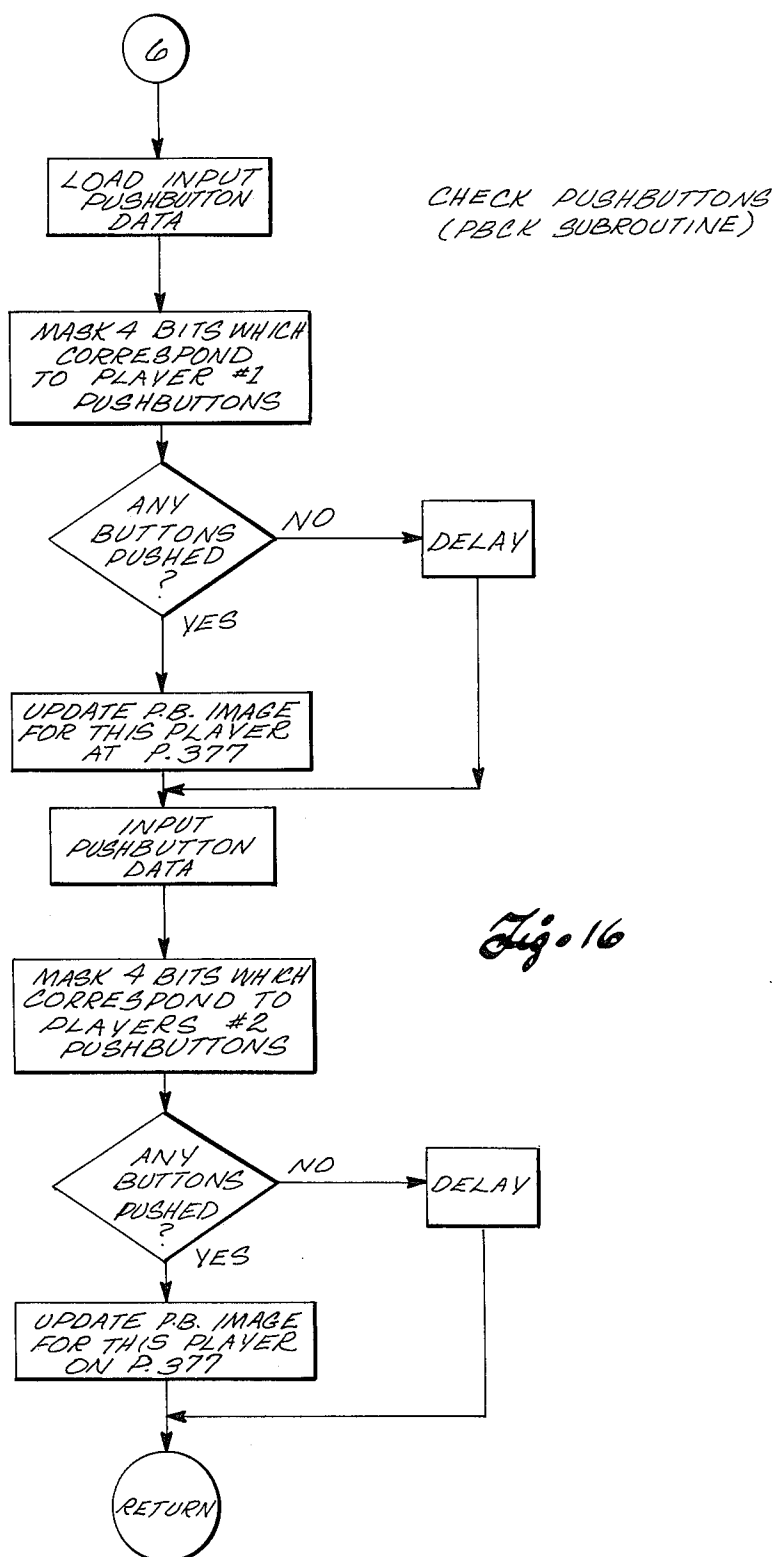 6
LOAD INPUT
PUSHBUTTON
DATA
CHECK PUSHBUTTONS
(PBCK SUBROUTINE)
MASK 4 BITS WHICH
CORRESPOND
TO PLAYER #1
PUSHBUTTONS
ANY
BUTTONS
PUSHED
?
NO
DELAY
YES
UPDATE P.B. IMAGE
FOR THIS PLAYER
AT P.377
INPUT
PUSHBUTTON
DATA
Fig. 16
MASK 4 BITS WHICH
CORRESPOND TO
PLAYERS #2
PUSHBUTTONS
ANY
BUTTONS
PUSHED
?
NO
DELAY
YES
UPDATE P.B. IMAGE
FOR THIS PLAYER
ON P.377
RETURN